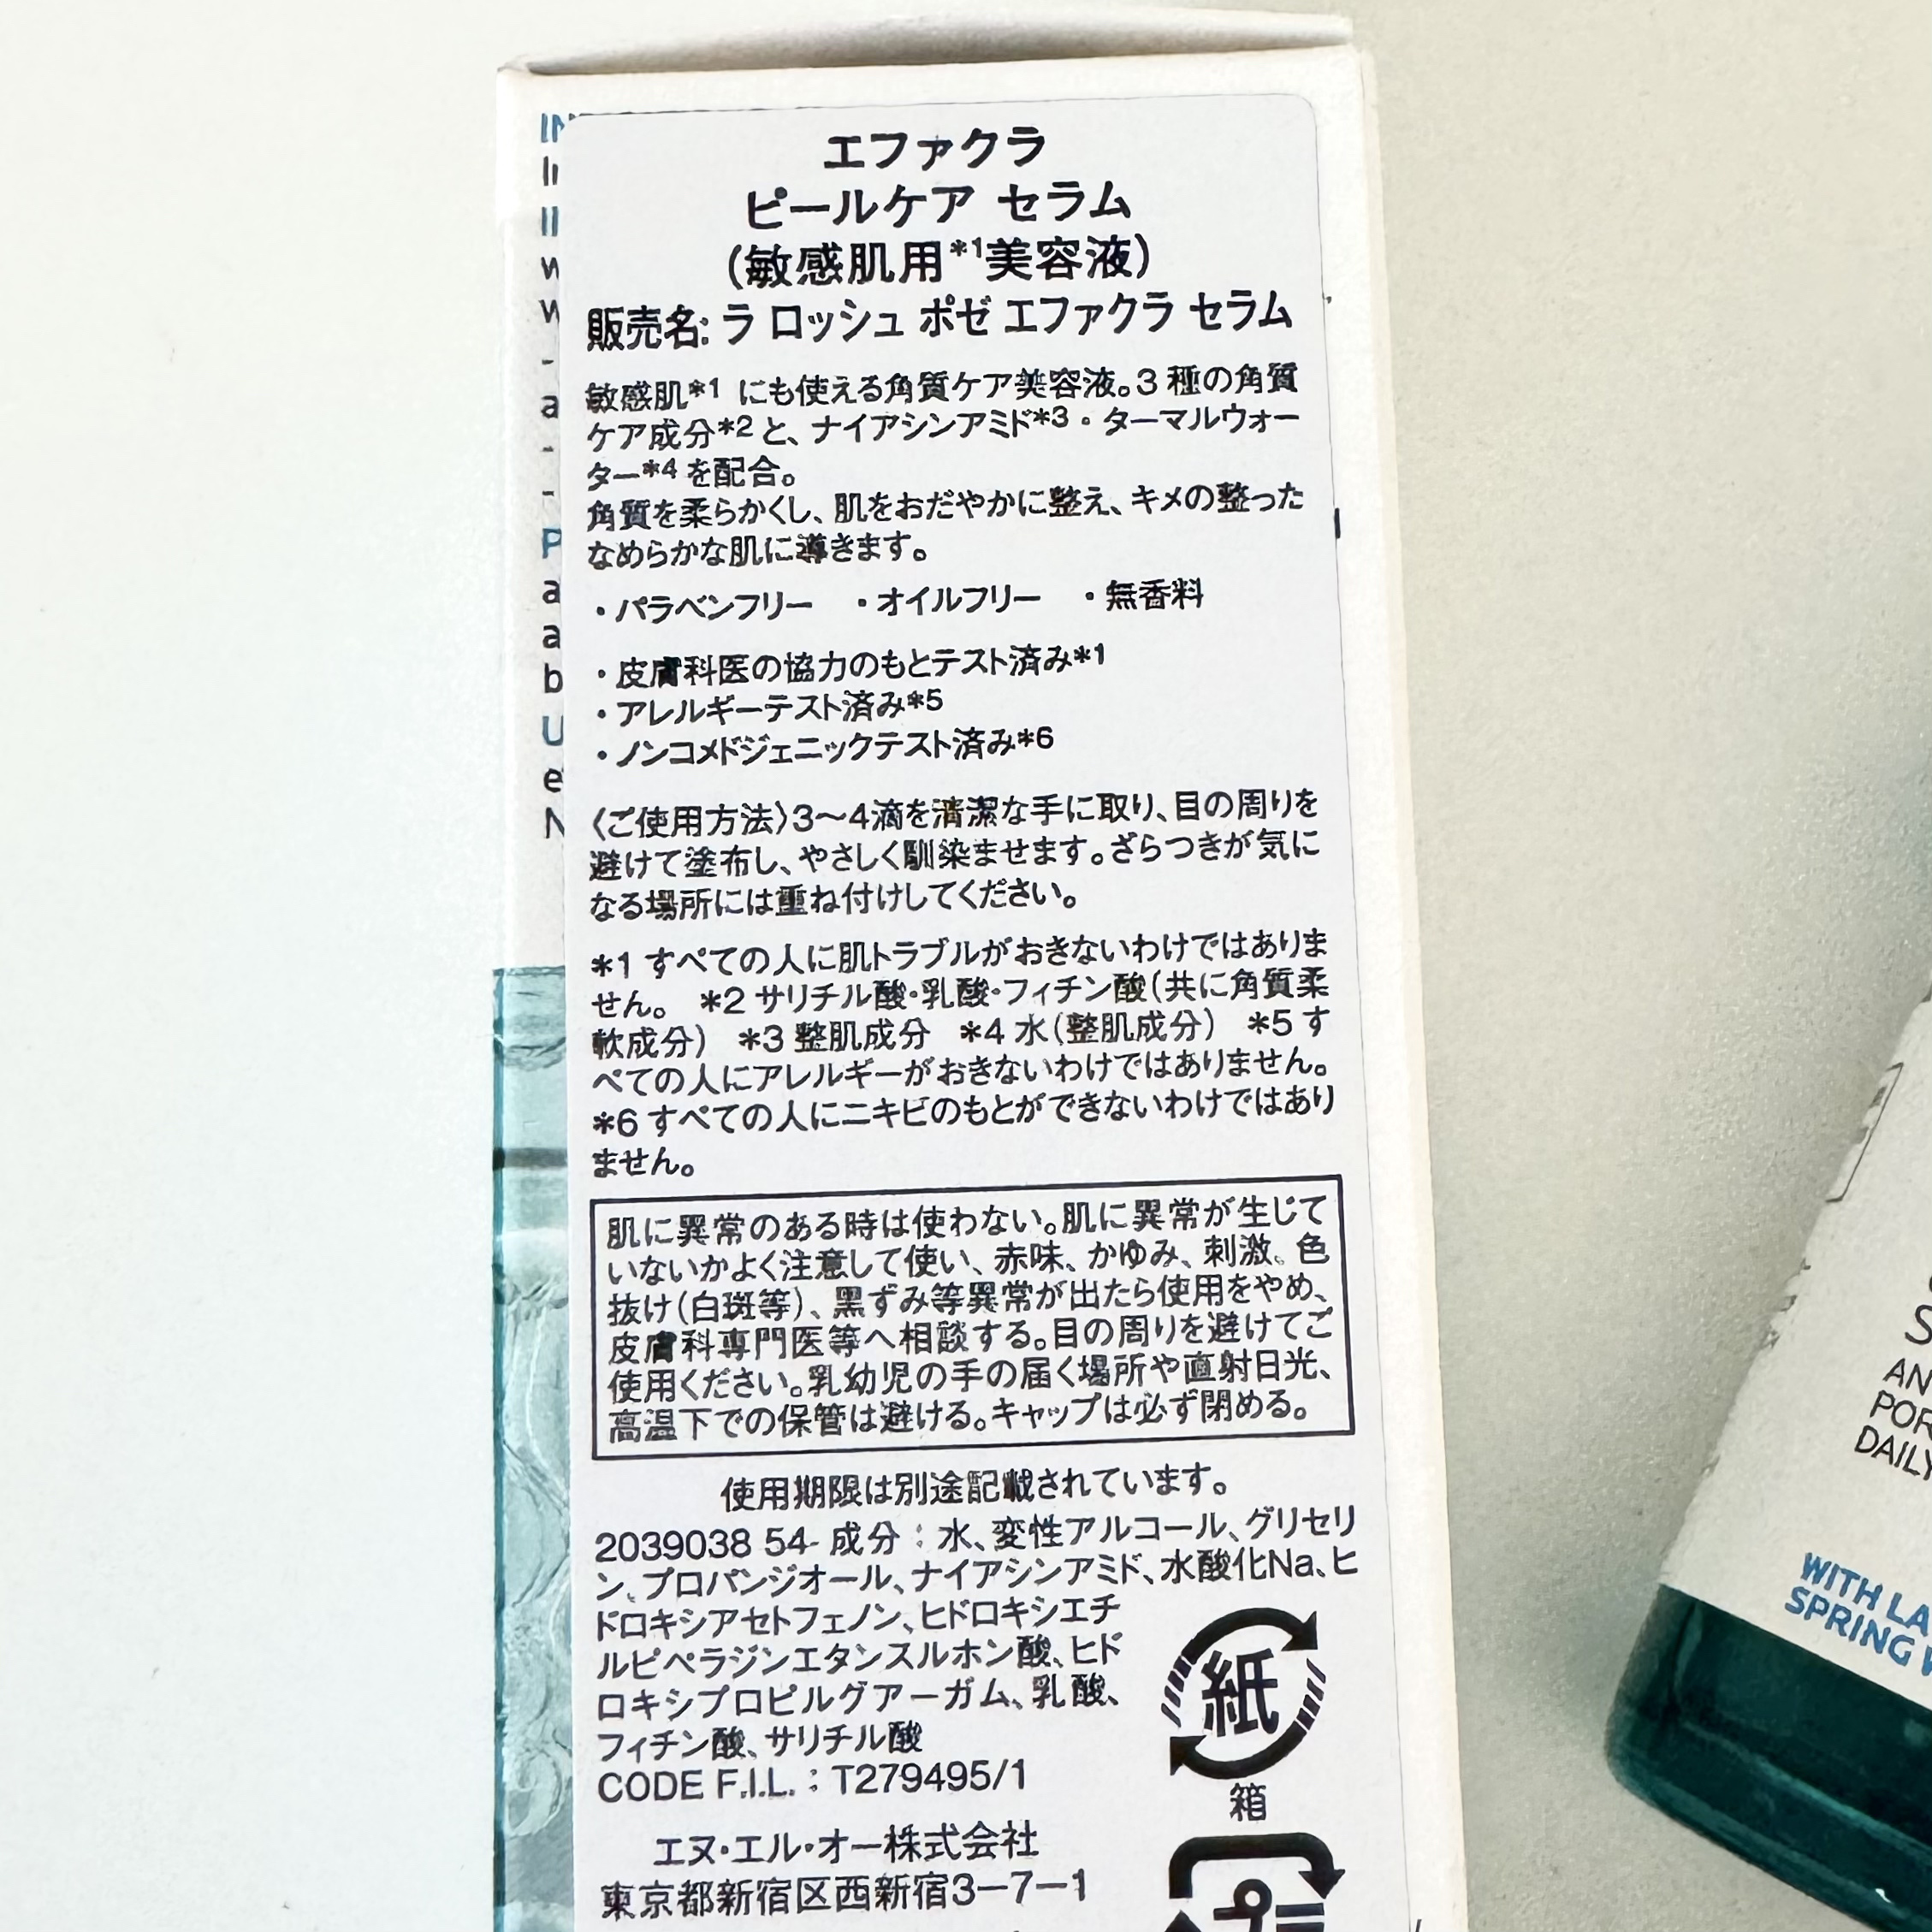 エファクラ
ピールケア セラム
(敏感肌用*1美容液)
販売名: ラ ロッシュ ポゼ エファクラ セラム
敏感肌*1 にも使える角質ケア美容液。3 種の角質
ケア成分*2 と、ナイアシンアミド*3・ターマルウォー
ター*4 を配合。
角質を柔らかくし、肌をおだやかに整え、キメの整った
なめらかな肌に導きます。
・パラベンフリー ・オイルフリー ・無香料
・皮膚科医の協力のもとテスト済み*1
・アレルギーテスト済み*5
・ノンコメドジェニックテスト済み*6
〈ご使用方法〉3〜4滴を清潔な手に取り、目の周りを
避けて塗布し、やさしく馴染ませます。ざらつきが気に
なる場所には重ね付けしてください。
*1 すべての人に肌トラブルがおきないわけではありま
せん。 *2 サリチル酸・乳酸・フィチン酸(共に角質柔
軟成分) *3 整肌成分 *4 水(整肌成分) *5 す
べての人にアレルギーがおきないわけではありません。
*6 すべての人にニキビのもとができないわけではあり
ません。
肌に異常のある時は使わない。肌に異常が生じて
いないかよく注意して使い、赤味、かゆみ、刺激、色
抜け(白斑等)、黒ずみ等異常が出たら使用をやめ、
皮膚科専門医等へ相談する。目の周りを避けてご
使用ください。乳幼児の手の届く場所や直射日光、
高温下での保管は避ける。キャップは必ず閉める。
使用期限は別途記載されています。
2039038 54- 成分：水、変性アルコール、グリセリ
ン、プロパンジオール、ナイアシンアミド、水酸化Na、ヒ
ドロキシアセトフェノン、ヒドロキシエチ
ルピペラジンエタンスルホン酸、ヒド
ロキシプロピルグアーガム、乳酸、
フィチン酸、サリチル酸
CODE F.I.L.：T279495/1
紙
箱
エヌ・エル・オー株式会社
東京都新宿区西新宿3−7−1
プ
WITH LA
SPRING
DAILY